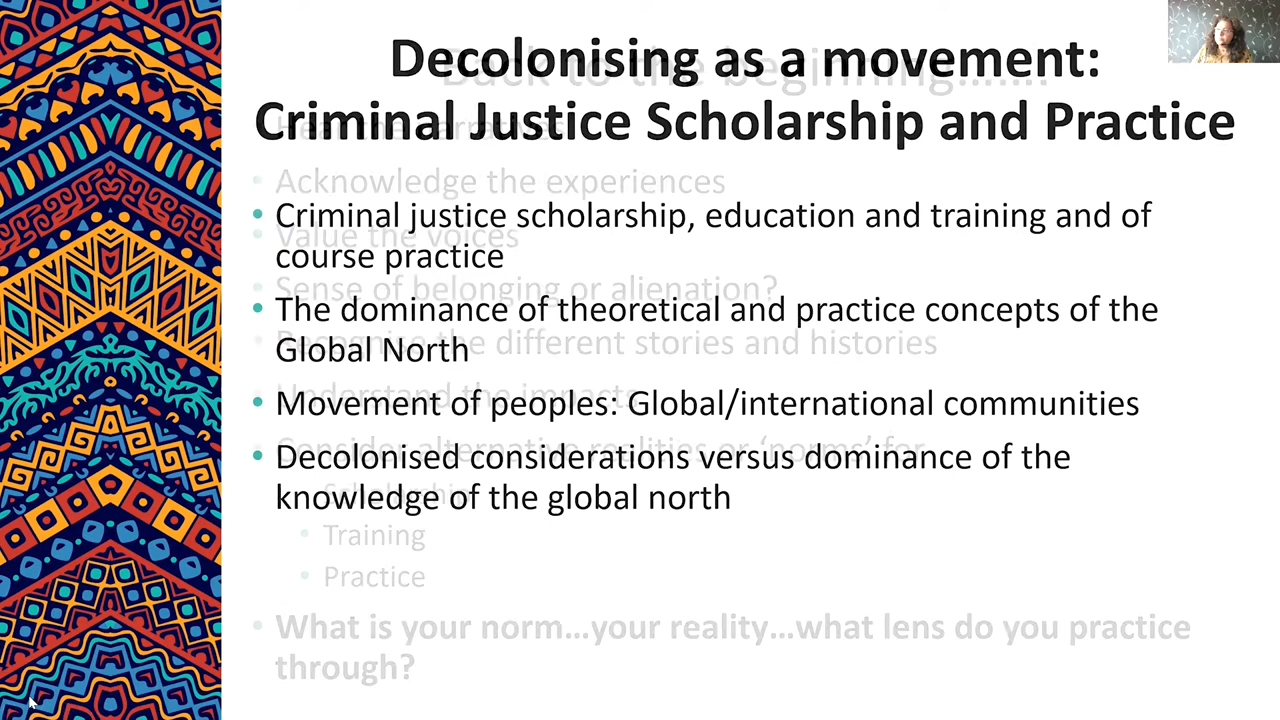 Decolonising as a movement:
Criminal Justice Scholarship and Practice
• Criminal justice scholarship, education and training and of
course practice
• The dominance of theoretical and practice concepts of the
Global North
• Movement of peoples: Global/international communities
• Decolonised considerations versus dominance of the
knowledge of the global north
Back to the beginning.......
• Acknowledge the experiences
• Value the voices
• Sense of belonging or alienation?
• Recognise the different stories and histories
• Understand the impacts
• Consider alternative realities or ‘norms’ for
• Scholarship
• Training
• Practice
• What is your norm...your reality...what lens do you practice
through?